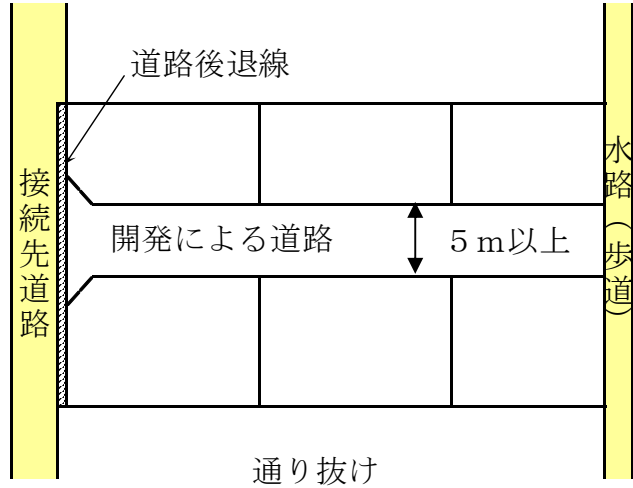 道路後退線
接続先道路
開発による道路
５ｍ以上
水路（歩道）
通り抜け